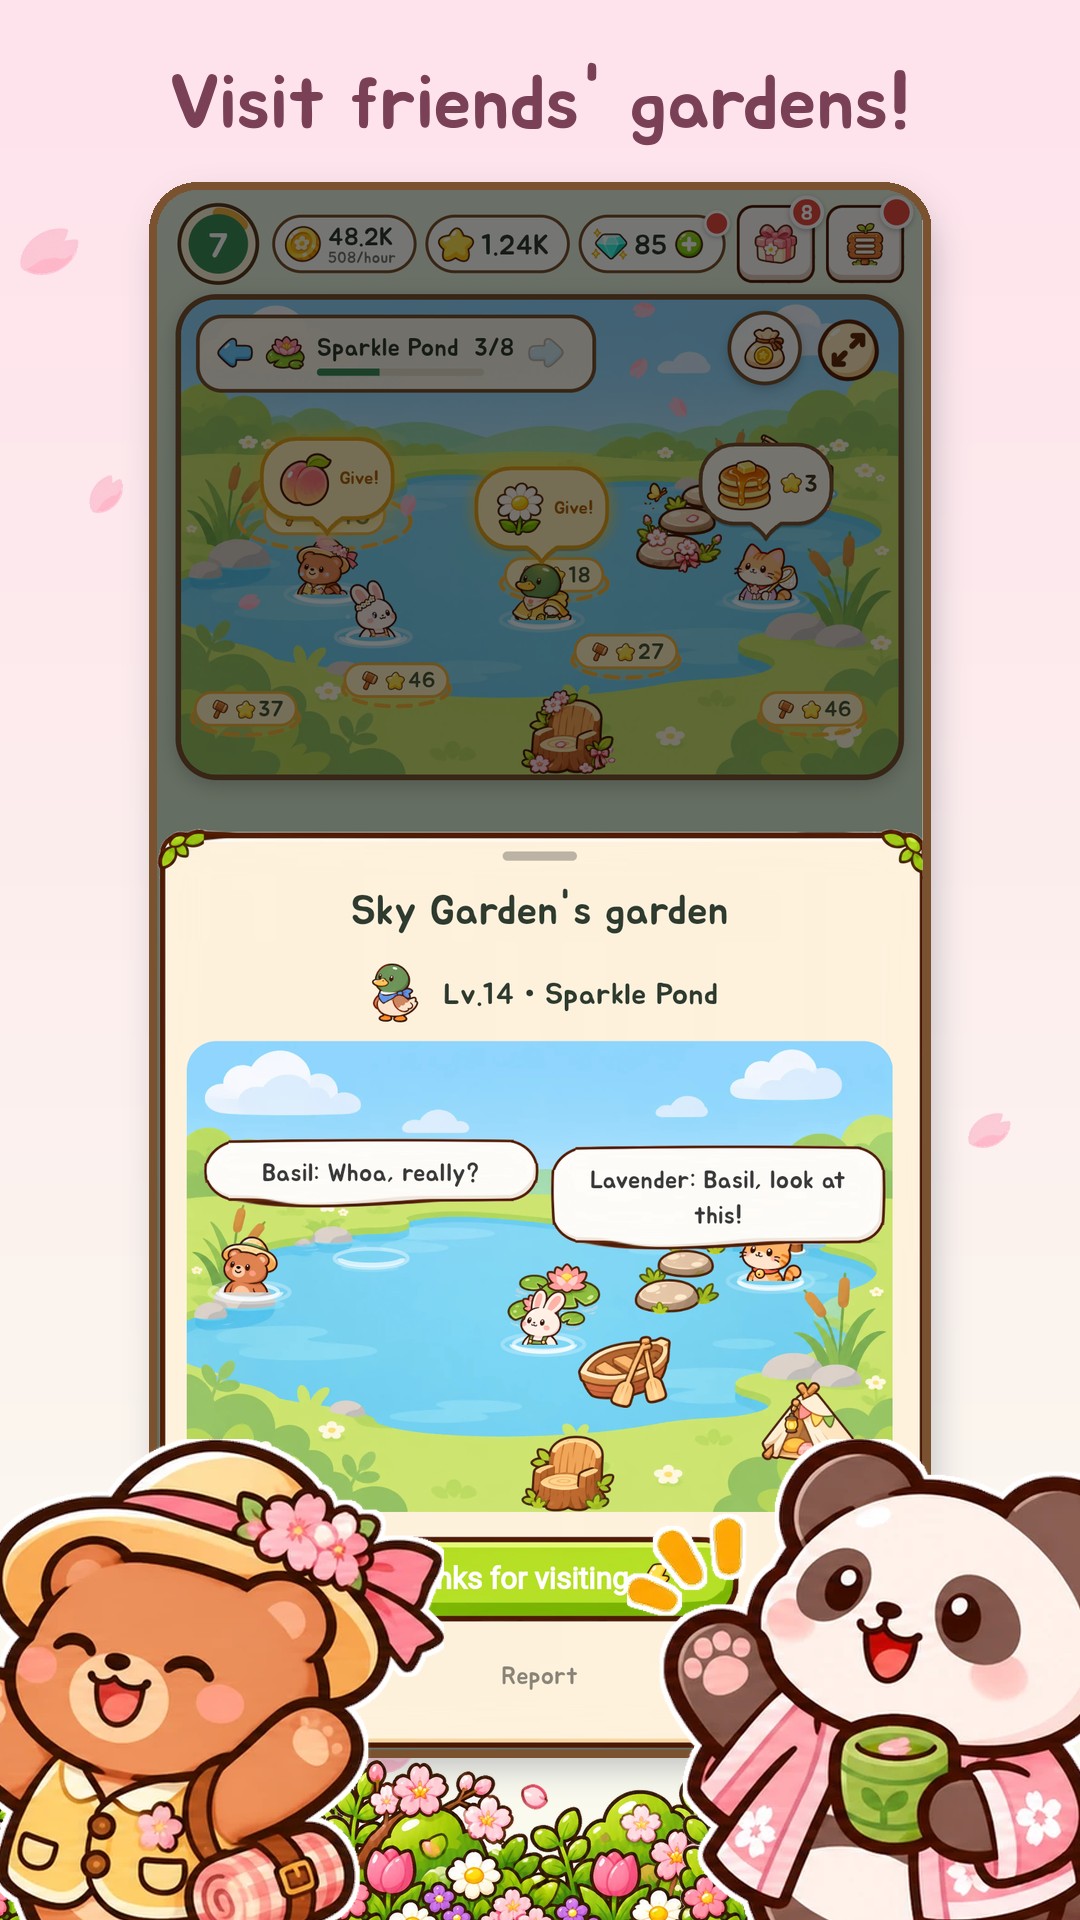 Visit friends' gardens!
7
48.2K
508/hour
1.24K
85
8
Sparkle Pond 3/8
Give!
Give!
3
18
27
46
37
46
Sky Garden's garden
Lv.14 • Sparkle Pond
Basil: Whoa, really?
Lavender: Basil, look at
this!
for visiting
Report